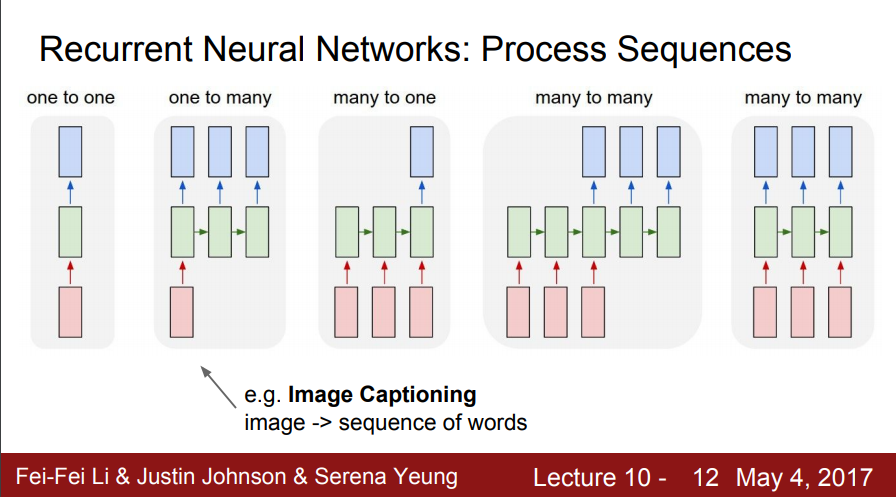 Recurrent Neural Networks: Process Sequences
one to one
one to many
many to one
many to many
many to many
e.g. Image Captioning
image -> sequence of words
Fei-Fei Li & Justin Johnson & Serena Yeung
Lecture 10 - 12 May 4, 2017